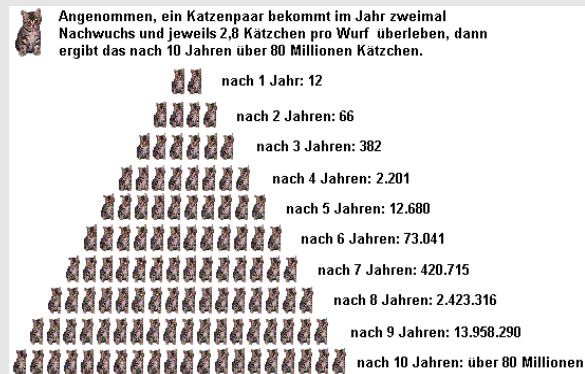 Angenommen, ein Katzenpaar bekommt im Jahr zweimal
Nachwuchs und jeweils 2,8 Kätzchen pro Wurf überleben, dann
ergibt das nach 10 Jahren über 80 Millionen Kätzchen.
nach 1 Jahr: 12
nach 2 Jahren: 66
nach 3 Jahren: 382
nach 4 Jahren: 2.201
nach 5 Jahren: 12.680
nach 6 Jahren: 73.041
nach 7 Jahren: 420.715
nach 8 Jahren: 2.423.316
nach 9 Jahren: 13.958.290
nach 10 Jahren: über 80 Millionen